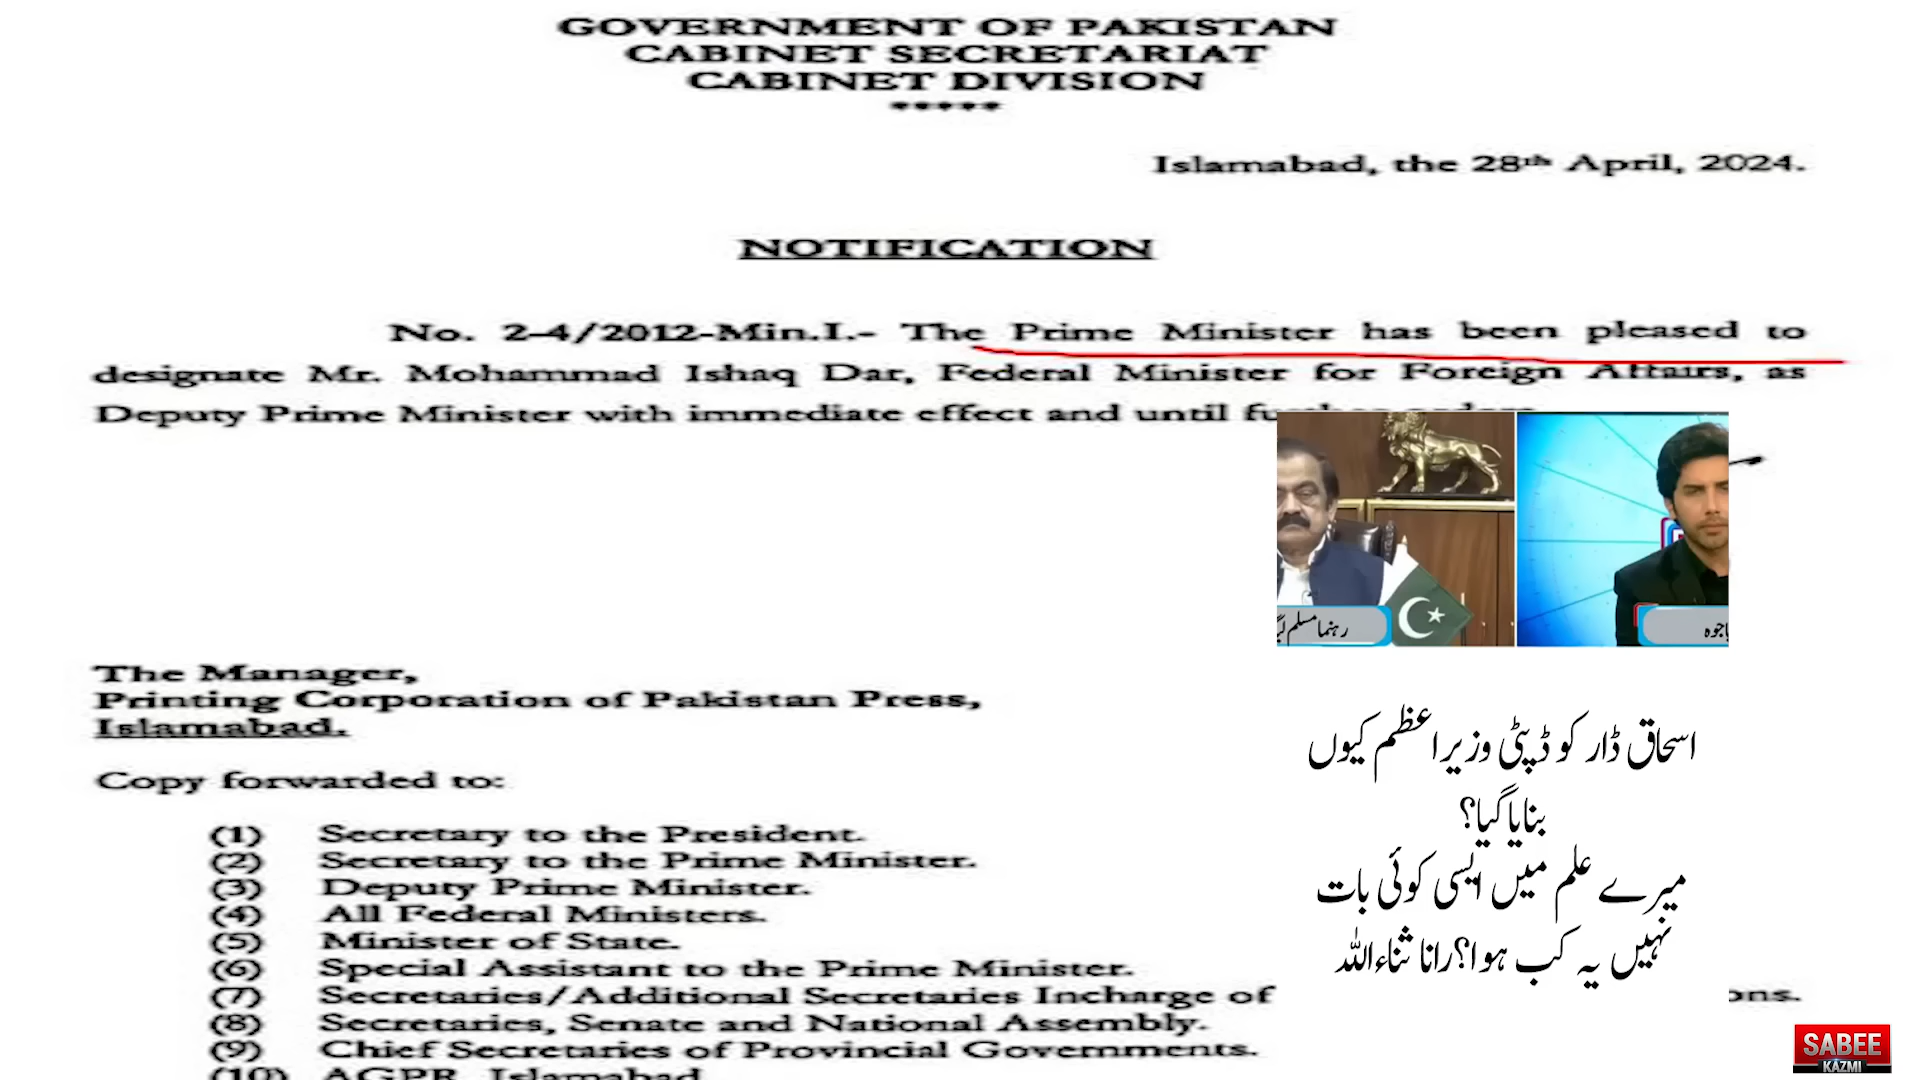 GOVERNMENT OF PAKISTAN
CABINET SECRETARIAT
CABINET DIVISION
*****
Islamabad, the 28th April, 2024.
NOTIFICATION
No. 2-4/2012-Min.I.- The Prime Minister has been pleased to
designate Mr. Mohammad Ishaq Dar, Federal Minister for Foreign Affairs, as
Deputy Prime Minister with immediate effect and until
رہنما مسلم
The Manager,
Printing Corporation of Pakistan Press,
Islamabad.
Copy forwarded to:
(1) Secretary to the President.
(2) Secretary to the Prime Minister.
(3) Deputy Prime Minister.
(4) All Federal Ministers.
(5) Minister of State.
(6) Special Assistant to the Prime Minister.
(7) Secretaries/Additional Secretaries Incharge of
(8) Secretaries, Senate and National Assembly.
(9) Chief Secretaries of Provincial Governments.
(10) AGPR, Islamabad
اسحاق ڈار کو ڈپٹی وزیراعظم کیوں
بنایا گیا؟
میرے علم میں ایسی کوئی بات
نہیں یہ کب ہوا؟رانا ثناءاللہ
SABEE
KAZMI